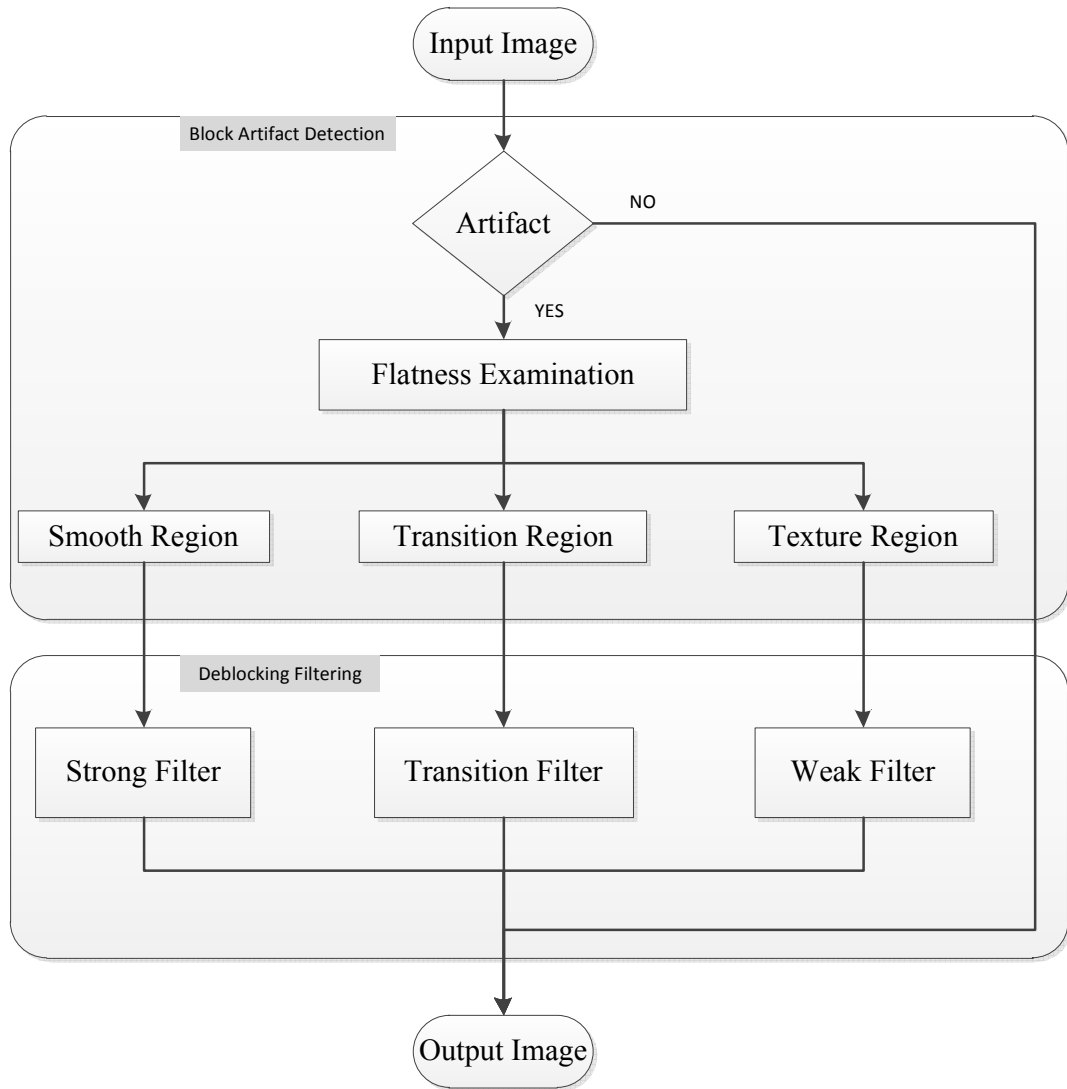 Input Image
Block Artifact Detection
Artifact
NO
YES
Flatness Examination
Smooth Region
Transition Region
Texture Region
Deblocking Filtering
Strong Filter
Transition Filter
Weak Filter
Output Image